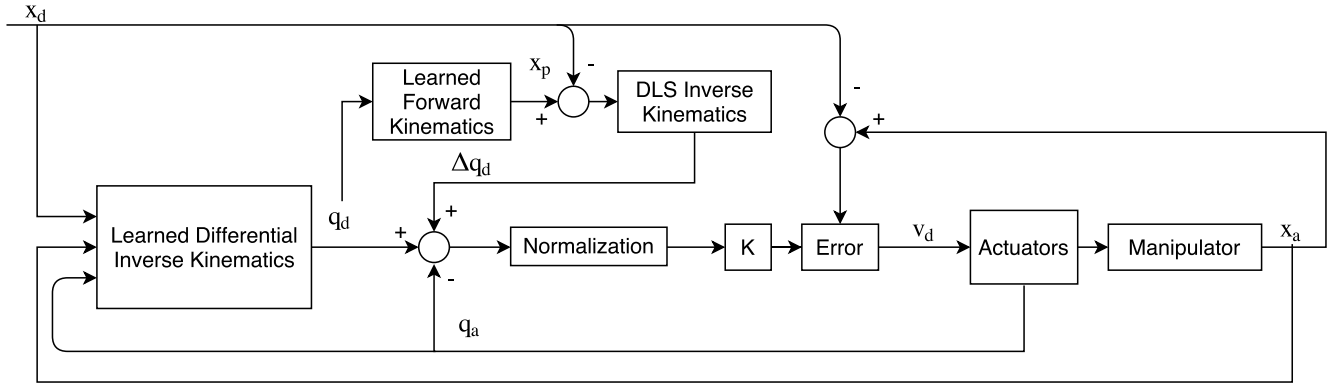 x_d
Learned
Forward
Kinematics
x_p
-
+
DLS Inverse
Kinematics
-
+
Δq_d
+
q_d
Learned Differential
Inverse Kinematics
+
-
Normalization
K
Error
v_d
Actuators
Manipulator
x_a
q_a